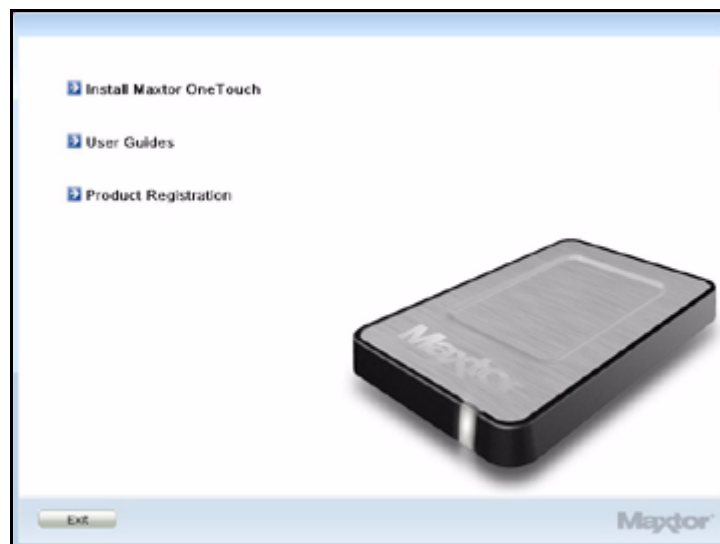 Install Maxtor OneTouch
User Guides
Product Registration
Maxtor
Exit
Maxtor